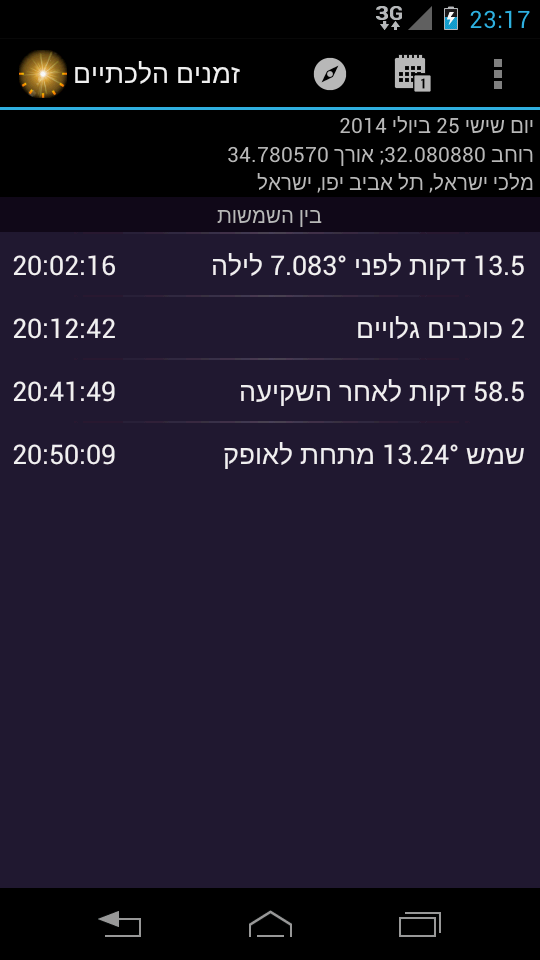 3G 23:17
זמנים הלכתיים 1
יום שישי 25 ביולי 2014
רוחב 32.080880; אורך 34.780570
מלכי ישראל, תל אביב יפו, ישראל
בין השמשות
13.5 דקות לפני 7.083° לילה 20:02:16
2 כוכבים גלויים 20:12:42
58.5 דקות לאחר השקיעה 20:41:49
שמש 13.24° מתחת לאופק 20:50:09